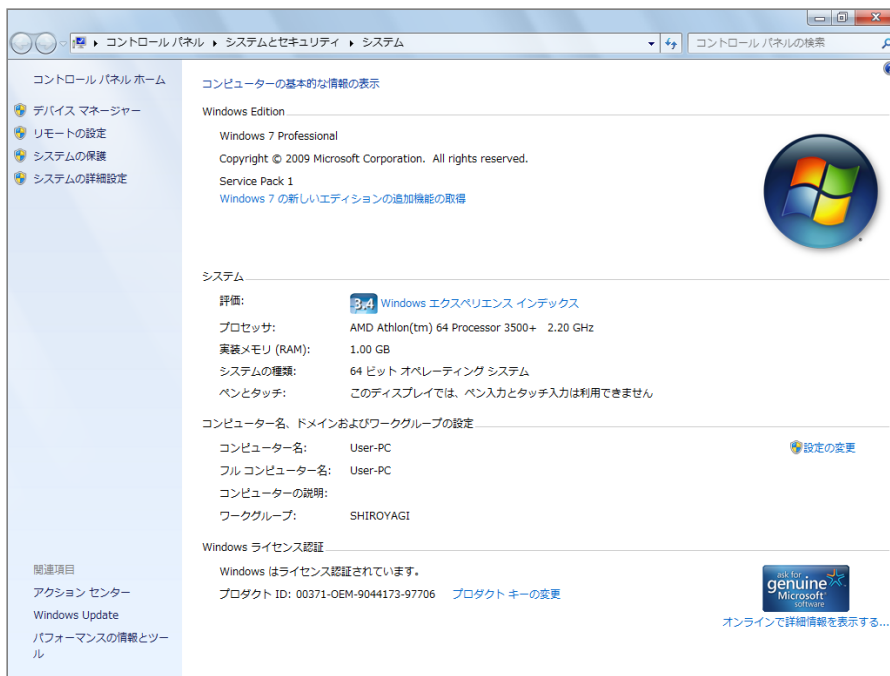 コントロール パネル ▸ システムとセキュリティ ▸ システム
コントロール パネルの検索
コントロール パネル ホーム
デバイス マネージャー
リモートの設定
システムの保護
システムの詳細設定
コンピューターの基本的な情報の表示
Windows Edition
Windows 7 Professional
Copyright © 2009 Microsoft Corporation. All rights reserved.
Service Pack 1
Windows 7 の新しいエディションの追加機能の取得
システム
評価: 3.4 Windows エクスペリエンス インデックス
プロセッサ: AMD Athlon(tm) 64 Processor 3500+ 2.20 GHz
実装メモリ (RAM): 1.00 GB
システムの種類: 64 ビット オペレーティング システム
ペンとタッチ: このディスプレイでは、ペン入力とタッチ入力は利用できません
コンピューター名、ドメインおよびワークグループの設定
コンピューター名: User-PC 設定の変更
フル コンピューター名: User-PC
コンピューターの説明:
ワークグループ: SHIROYAGI
Windows ライセンス認証
Windows はライセンス認証されています。
プロダクト ID: 00371-OEM-9044173-97706 プロダクト キーの変更
ask for
genuine
Microsoft
software
オンラインで詳細情報を表示する...
関連項目
アクション センター
Windows Update
パフォーマンスの情報とツー
ル